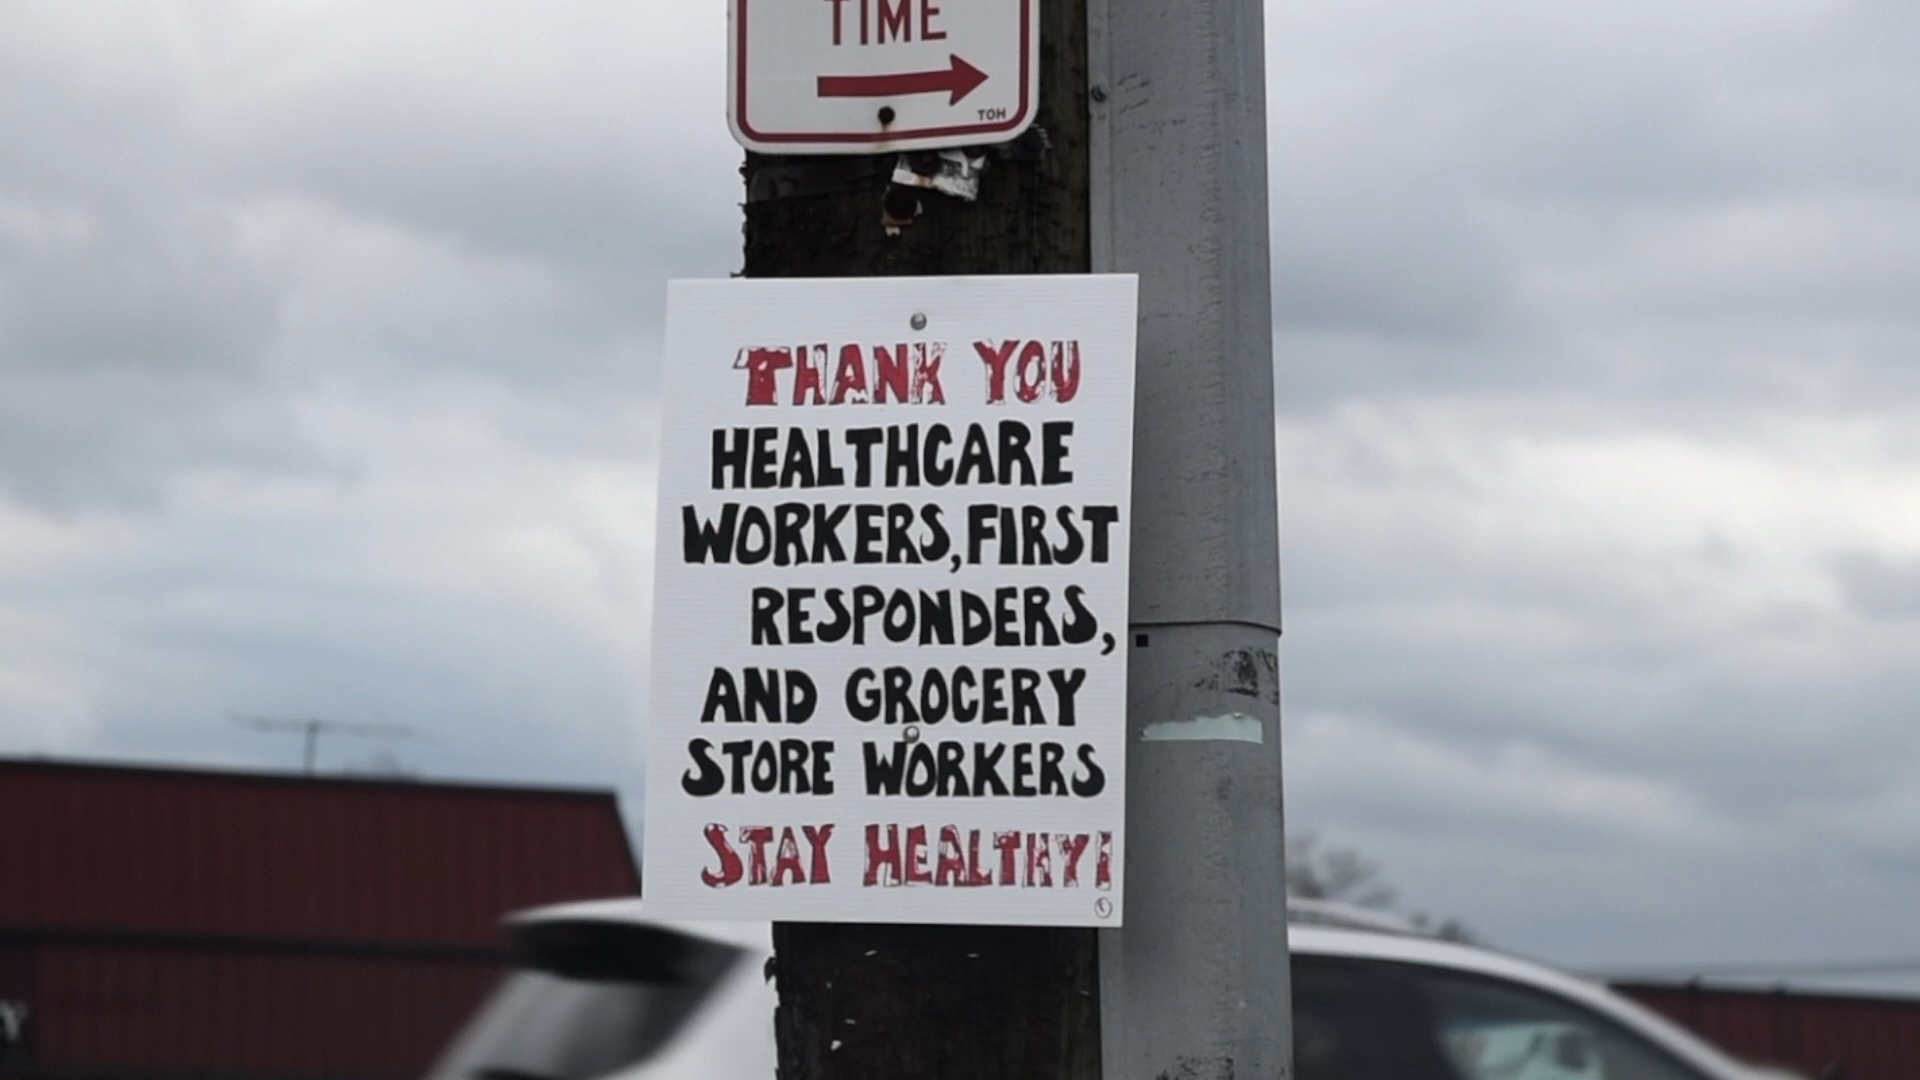 TIME
TOH
THANK YOU
HEALTHCARE
WORKERS, FIRST
RESPONDERS,
AND GROCERY
STORE WORKERS
STAY HEALTHY!